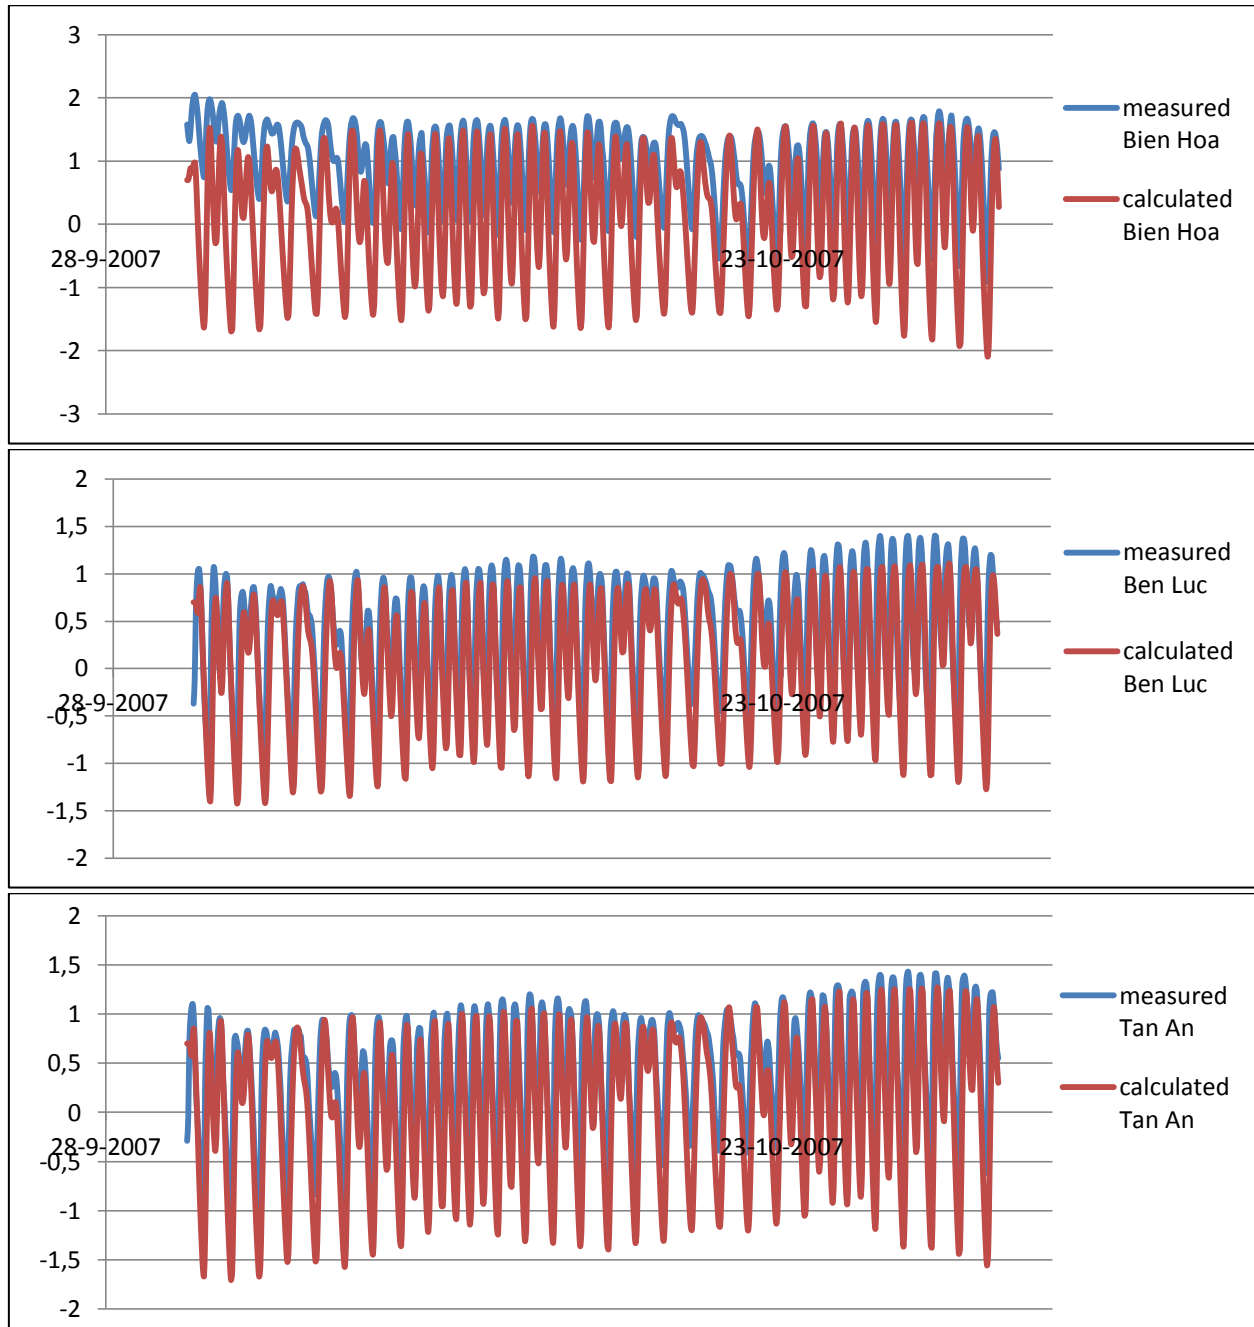 3
2
1
0
-1
-2
-3
28-9-2007
23-10-2007
measured
Bien Hoa
calculated
Bien Hoa
2
1,5
1
0,5
0
-0,5
-1
-1,5
-2
28-9-2007
23-10-2007
measured
Ben Luc
calculated
Ben Luc
2
1,5
1
0,5
0
-0,5
-1
-1,5
-2
28-9-2007
23-10-2007
measured
Tan An
calculated
Tan An